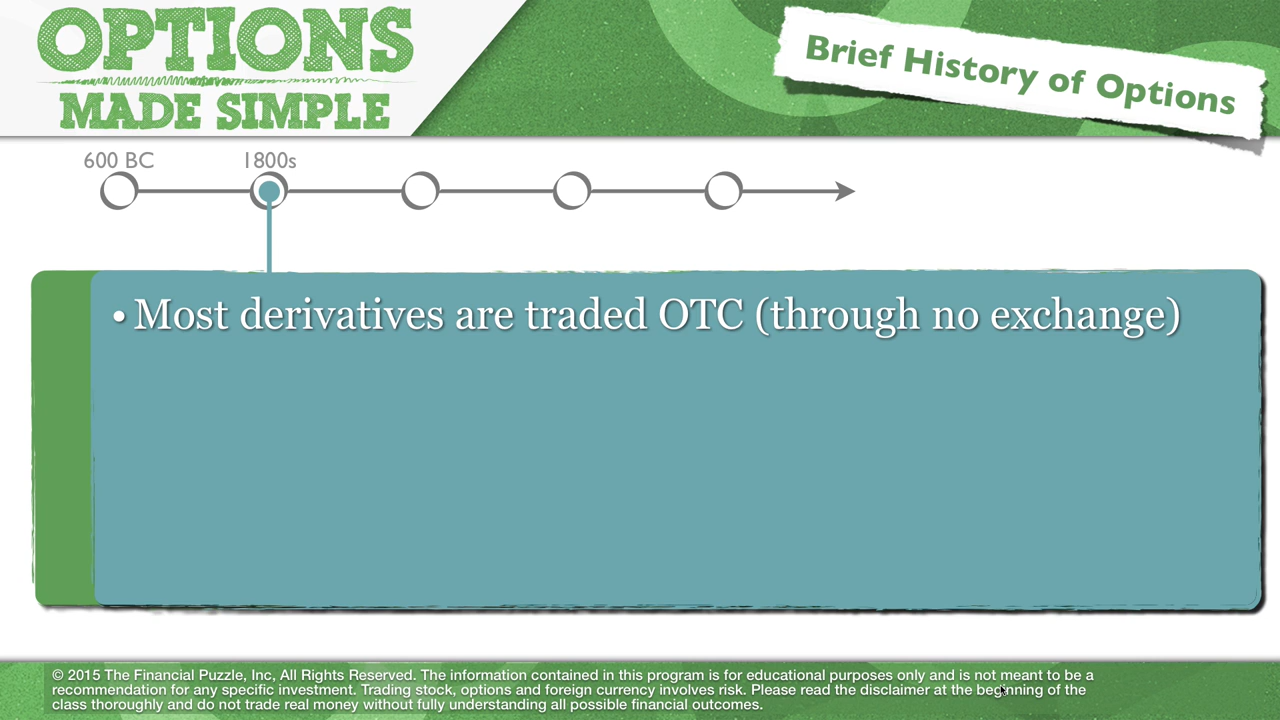 OPTIONS
MADE SIMPLE
Brief History of Options
600 BC
1800s
• Most derivatives are traded OTC (through no exchange)
© 2015 The Financial Puzzle, Inc, All Rights Reserved. The information contained in this program is for educational purposes only and is not meant to be a
recommendation for any specific investment. Trading stock, options and foreign currency involves risk. Please read the disclaimer at the beginning of the
class thoroughly and do not trade real money without fully understanding all possible financial outcomes.